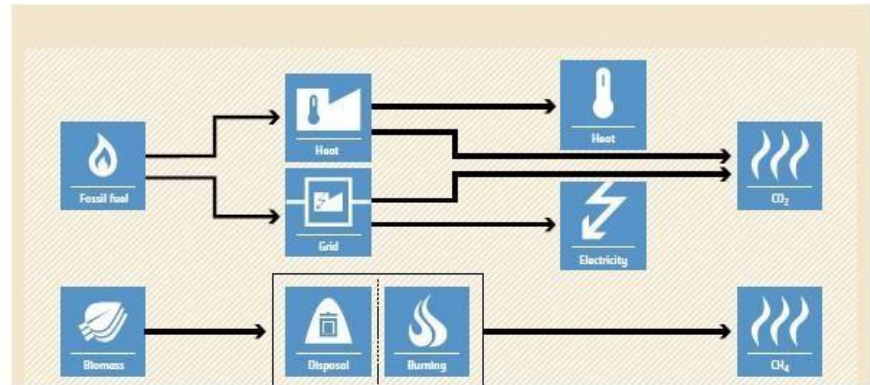 Heat
Heat
Fossil fuel
CO₂
Grid
Electricity
Biomass
Disposal
Burning
CH₄